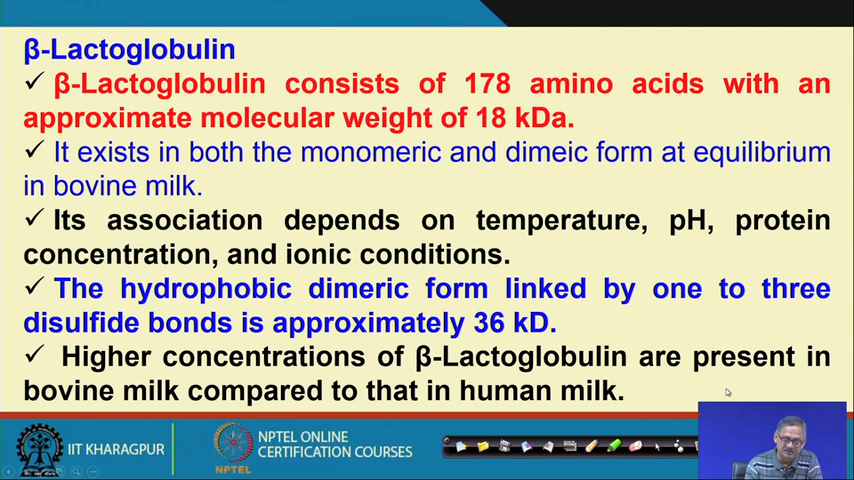 β-Lactoglobulin
✓ β-Lactoglobulin consists of 178 amino acids with an
approximate molecular weight of 18 kDa.
✓ It exists in both the monomeric and dimeic form at equilibrium
in bovine milk.
✓ Its association depends on temperature, pH, protein
concentration, and ionic conditions.
✓ The hydrophobic dimeric form linked by one to three
disulfide bonds is approximately 36 kD.
✓ Higher concentrations of β-Lactoglobulin are present in
bovine milk compared to that in human milk.
IIT KHARAGPUR
NPTEL
NPTEL ONLINE
CERTIFICATION COURSES